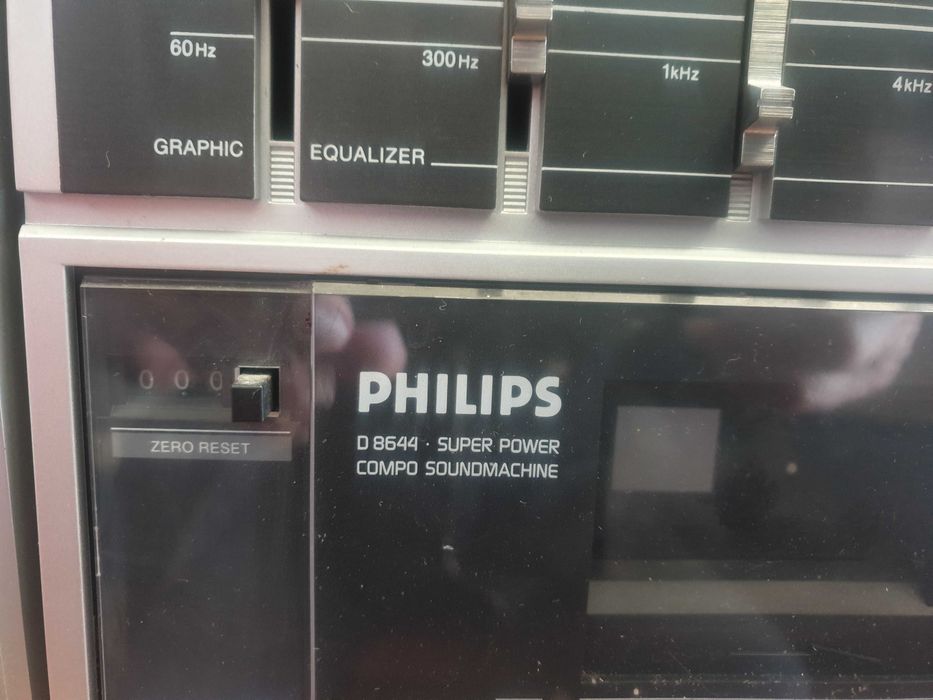 60Hz
300Hz
1kHz
4kHz
GRAPHIC EQUALIZER
000
ZERO RESET
PHILIPS
D 8644 · SUPER POWER
COMPO SOUNDMACHINE